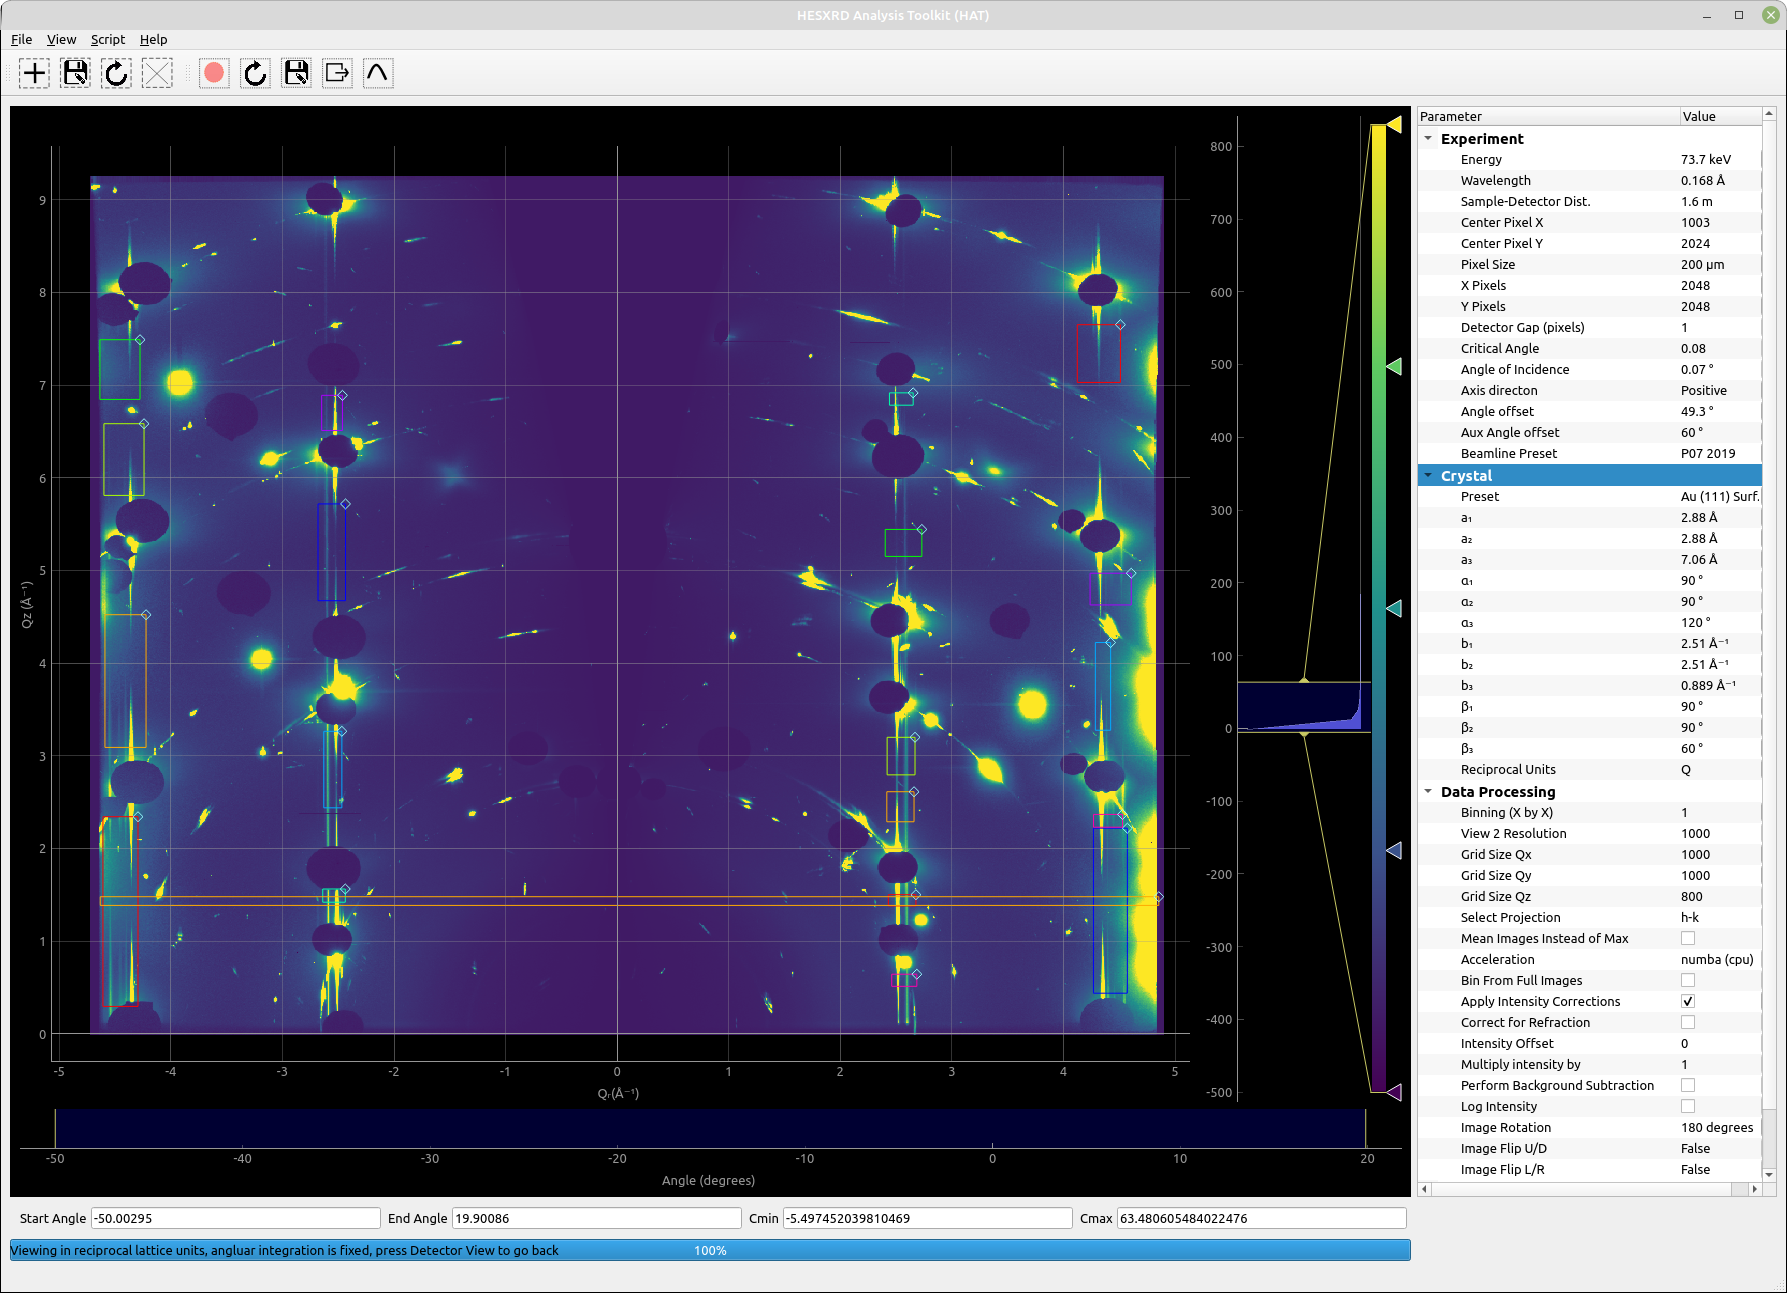 HESXRD Analysis Toolkit (HAT)
File View Script Help
Parameter Value
Experiment
Energy 73.7 keV
Wavelength 0.168 Å
Sample-Detector Dist. 1.6 m
Center Pixel X 1003
Center Pixel Y 2024
Pixel Size 200 µm
X Pixels 2048
Y Pixels 2048
Detector Gap (pixels) 1
Critical Angle 0.08
Angle of Incidence 0.07 °
Axis directon Positive
Angle offset 49.3 °
Aux Angle offset 60 °
Beamline Preset P07 2019
Crystal
Preset Au (111) Surf.
a₁ 2.88 Å
a₂ 2.88 Å
a₃ 7.06 Å
α₁ 90 °
α₂ 90 °
α₃ 120 °
b₁ 2.51 Å⁻¹
b₂ 2.51 Å⁻¹
b₃ 0.889 Å⁻¹
β₁ 90 °
β₂ 90 °
β₃ 60 °
Reciprocal Units Q
Data Processing
Binning (X by X) 1
View 2 Resolution 1000
Grid Size Qx 1000
Grid Size Qy 1000
Grid Size Qz 800
Select Projection h-k
Mean Images Instead of Max
Acceleration numba (cpu)
Bin From Full Images
Apply Intensity Corrections
Correct for Refraction
Intensity Offset 0
Multiply intensity by 1
Perform Background Subtraction
Log Intensity
Image Rotation 180 degrees
Image Flip U/D False
Image Flip L/R False
9
8
7
6
5
4
3
2
1
0
Qz (Å⁻¹)
-5 -4 -3 -2 -1 0 1 2 3 4 5
Qᵣ(Å⁻¹)
800
700
600
500
400
300
200
100
0
-100
-200
-300
-400
-500
-50 -40 -30 -20 -10 0 10 20
Angle (degrees)
Start Angle -50.00295 End Angle 19.90086 Cmin -5.497452039810469 Cmax 63.480605484022476
Viewing in reciprocal lattice units, angluar integration is fixed, press Detector View to go back 100%